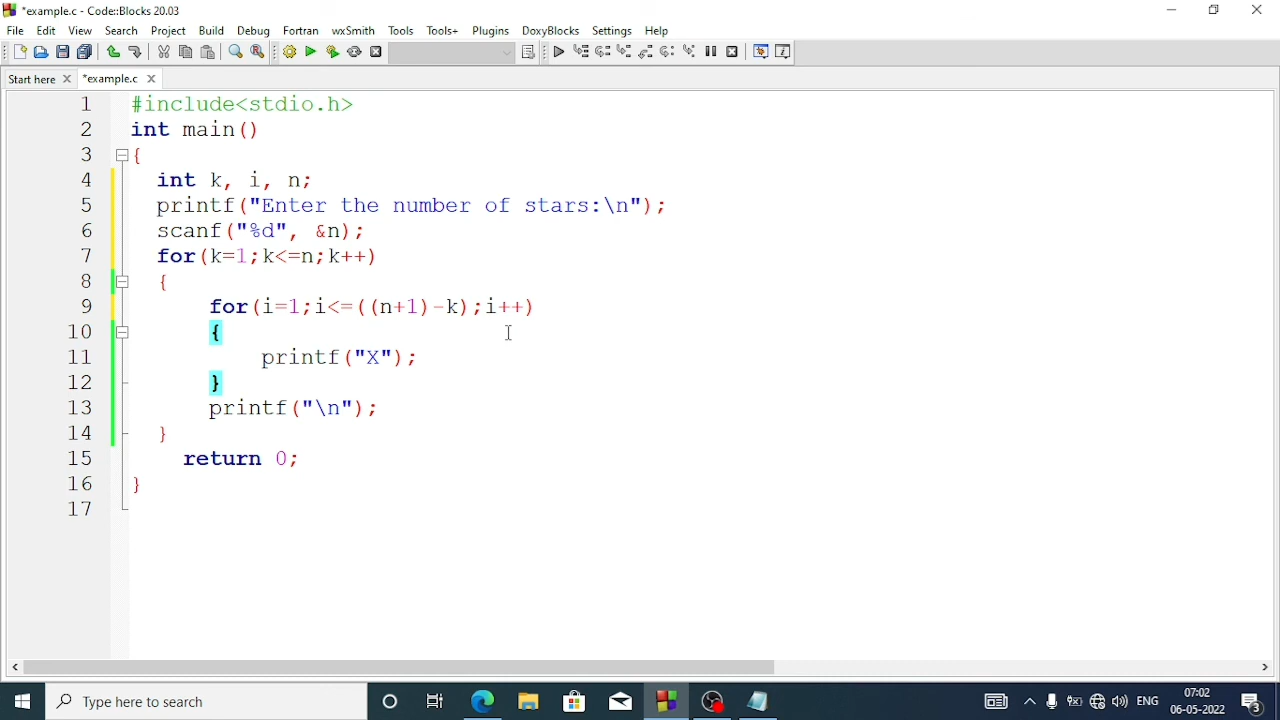 *example.c - Code::Blocks 20.03
File Edit View Search Project Build Debug Fortran wxSmith Tools Tools+ Plugins DoxyBlocks Settings Help
Start here *example.c
1 #include<stdio.h>
2 int main()
3 {
4 int k, i, n;
5 printf("Enter the number of stars:\n");
6 scanf("%d", &n);
7 for(k=1;k<=n;k++)
8 {
9 for(i=1;i<=((n+1)-k);i++)
10 {
11 printf("X");
12 }
13 printf("\n");
14 }
15 return 0;
16 }
17
Type here to search
ENG
07:02
06-05-2022
3